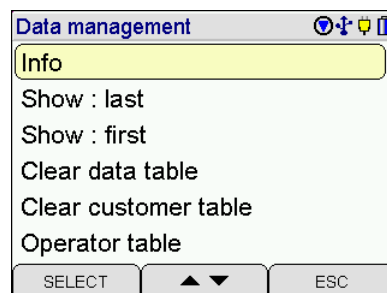 Data management
Info
Show : last
Show : first
Clear data table
Clear customer table
Operator table
SELECT
ESC